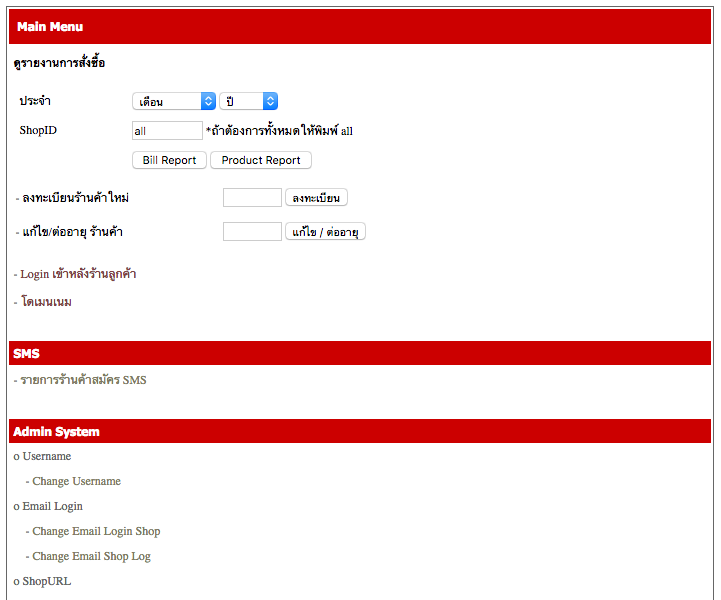 Main Menu
ดูรายงานการสั่งซื้อ
ประจำ เดือน ปี
ShopID all *ถ้าต้องการทั้งหมดให้พิมพ์ all
Bill Report Product Report
- ลงทะเบียนร้านค้าใหม่ ลงทะเบียน
- แก้ไข/ต่ออายุ ร้านค้า แก้ไข / ต่ออายุ
- Login เข้าหลังร้านลูกค้า
- โดเมนเนม
SMS
- รายการร้านค้าสมัคร SMS
Admin System
o Username
- Change Username
o Email Login
- Change Email Login Shop
- Change Email Shop Log
o ShopURL